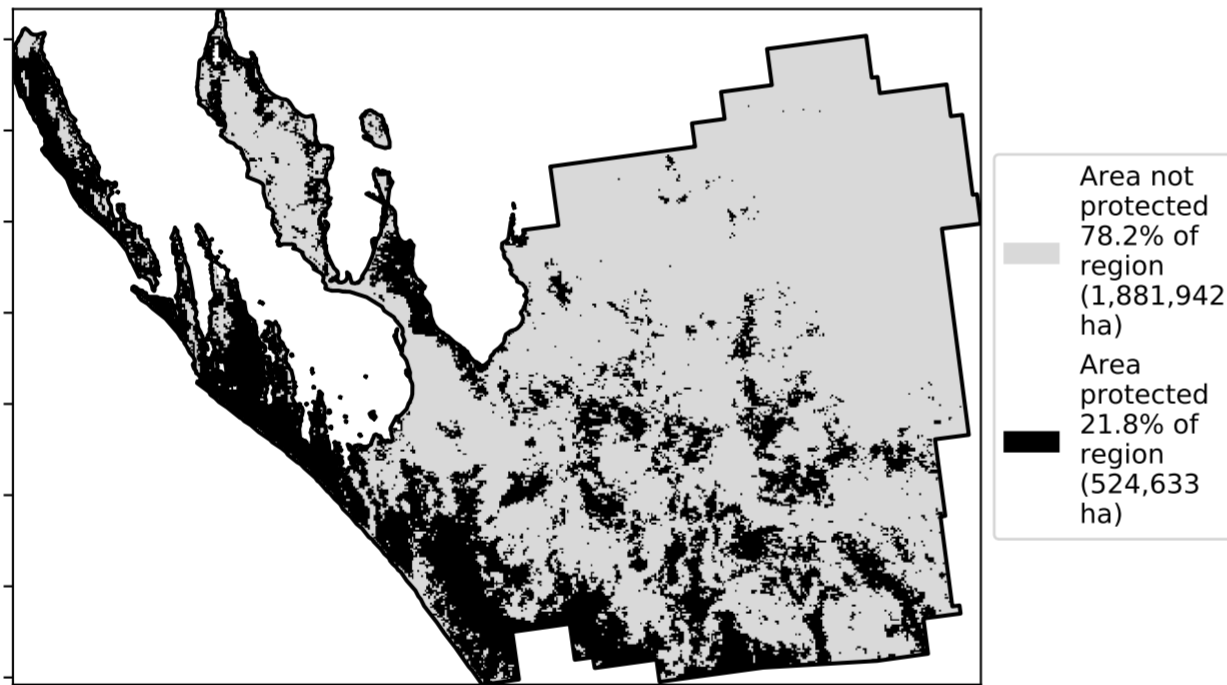 Area not
protected
78.2% of
region
(1,881,942
ha)
Area
protected
21.8% of
region
(524,633
ha)